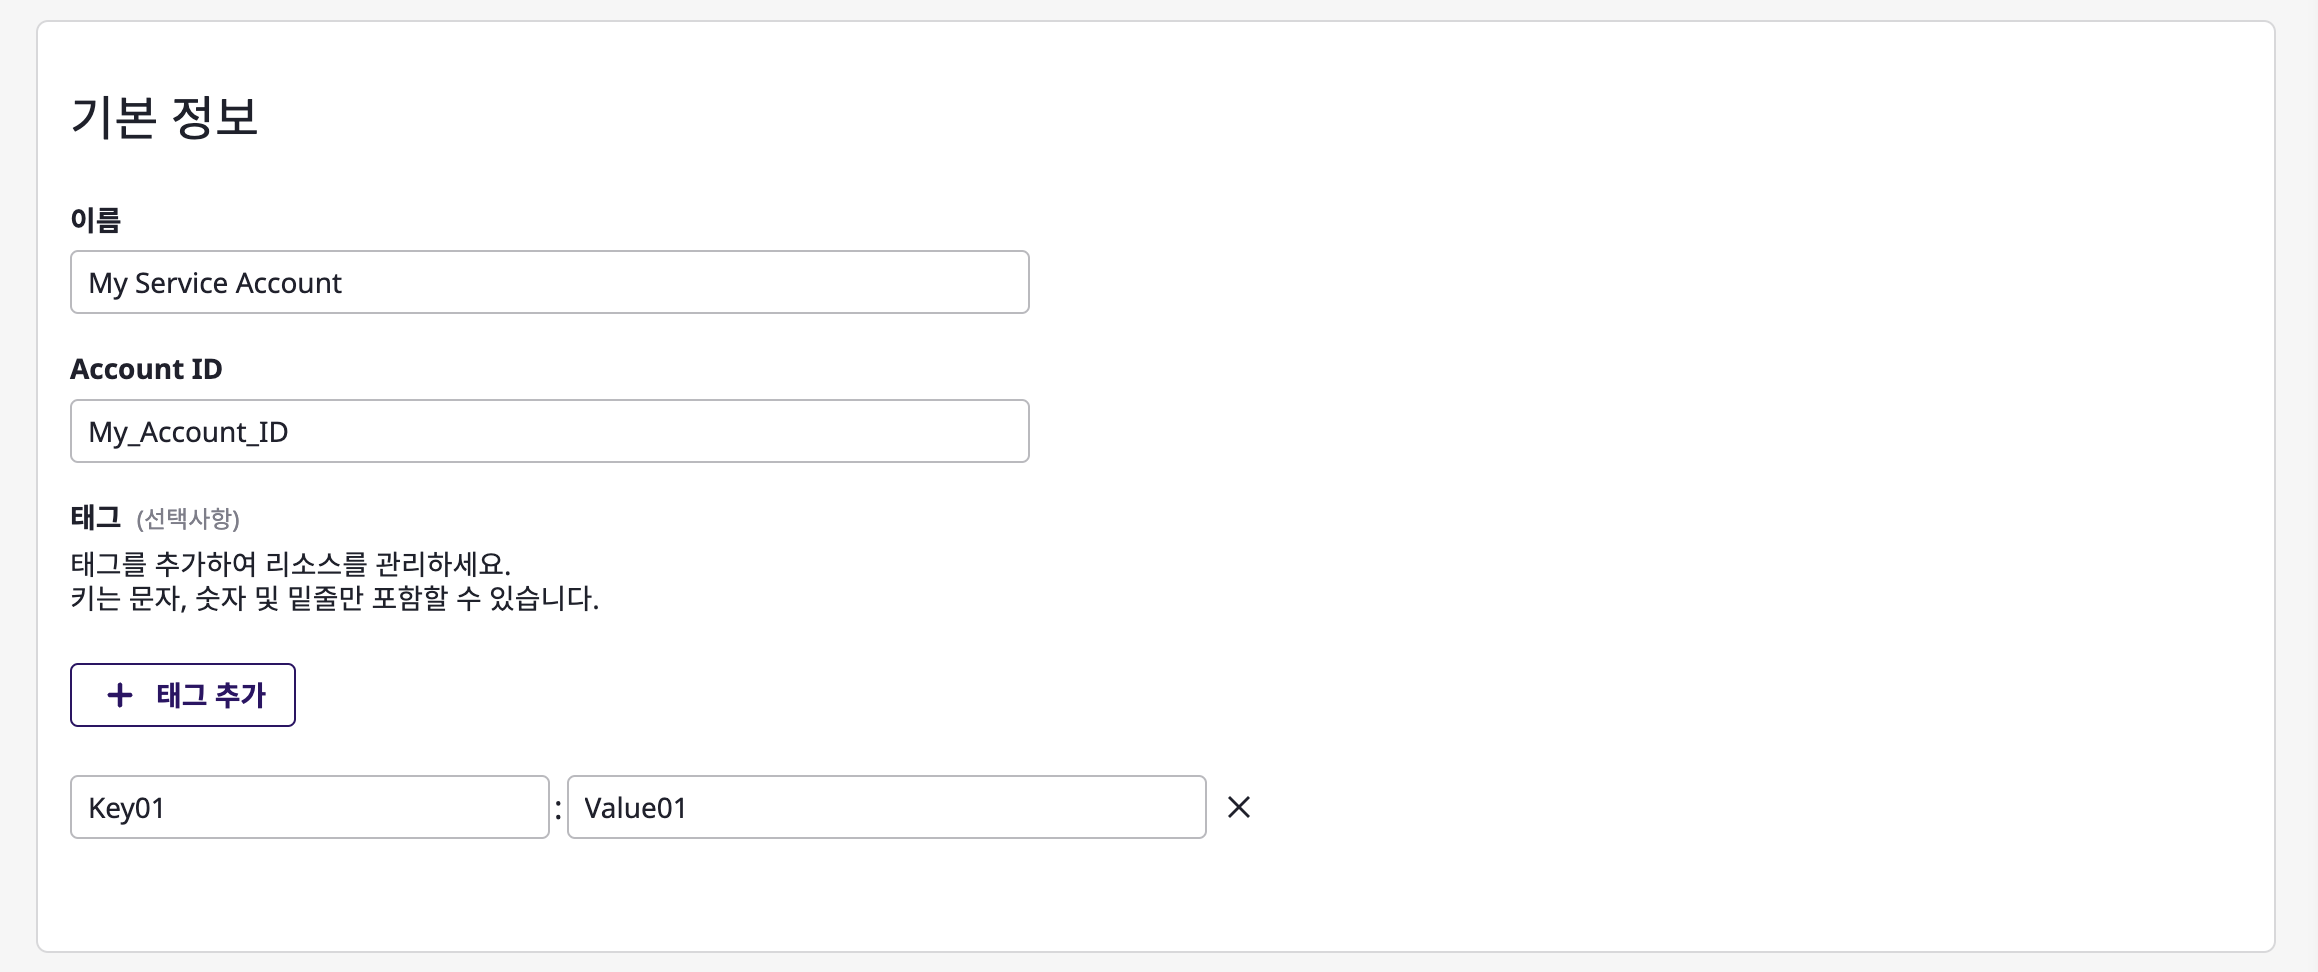 기본 정보
이름
My Service Account
Account ID
My_Account_ID
태그 (선택사항)
태그를 추가하여 리소스를 관리하세요.
키는 문자, 숫자 및 밑줄만 포함할 수 있습니다.
+ 태그 추가
Key01 : Value01 ×